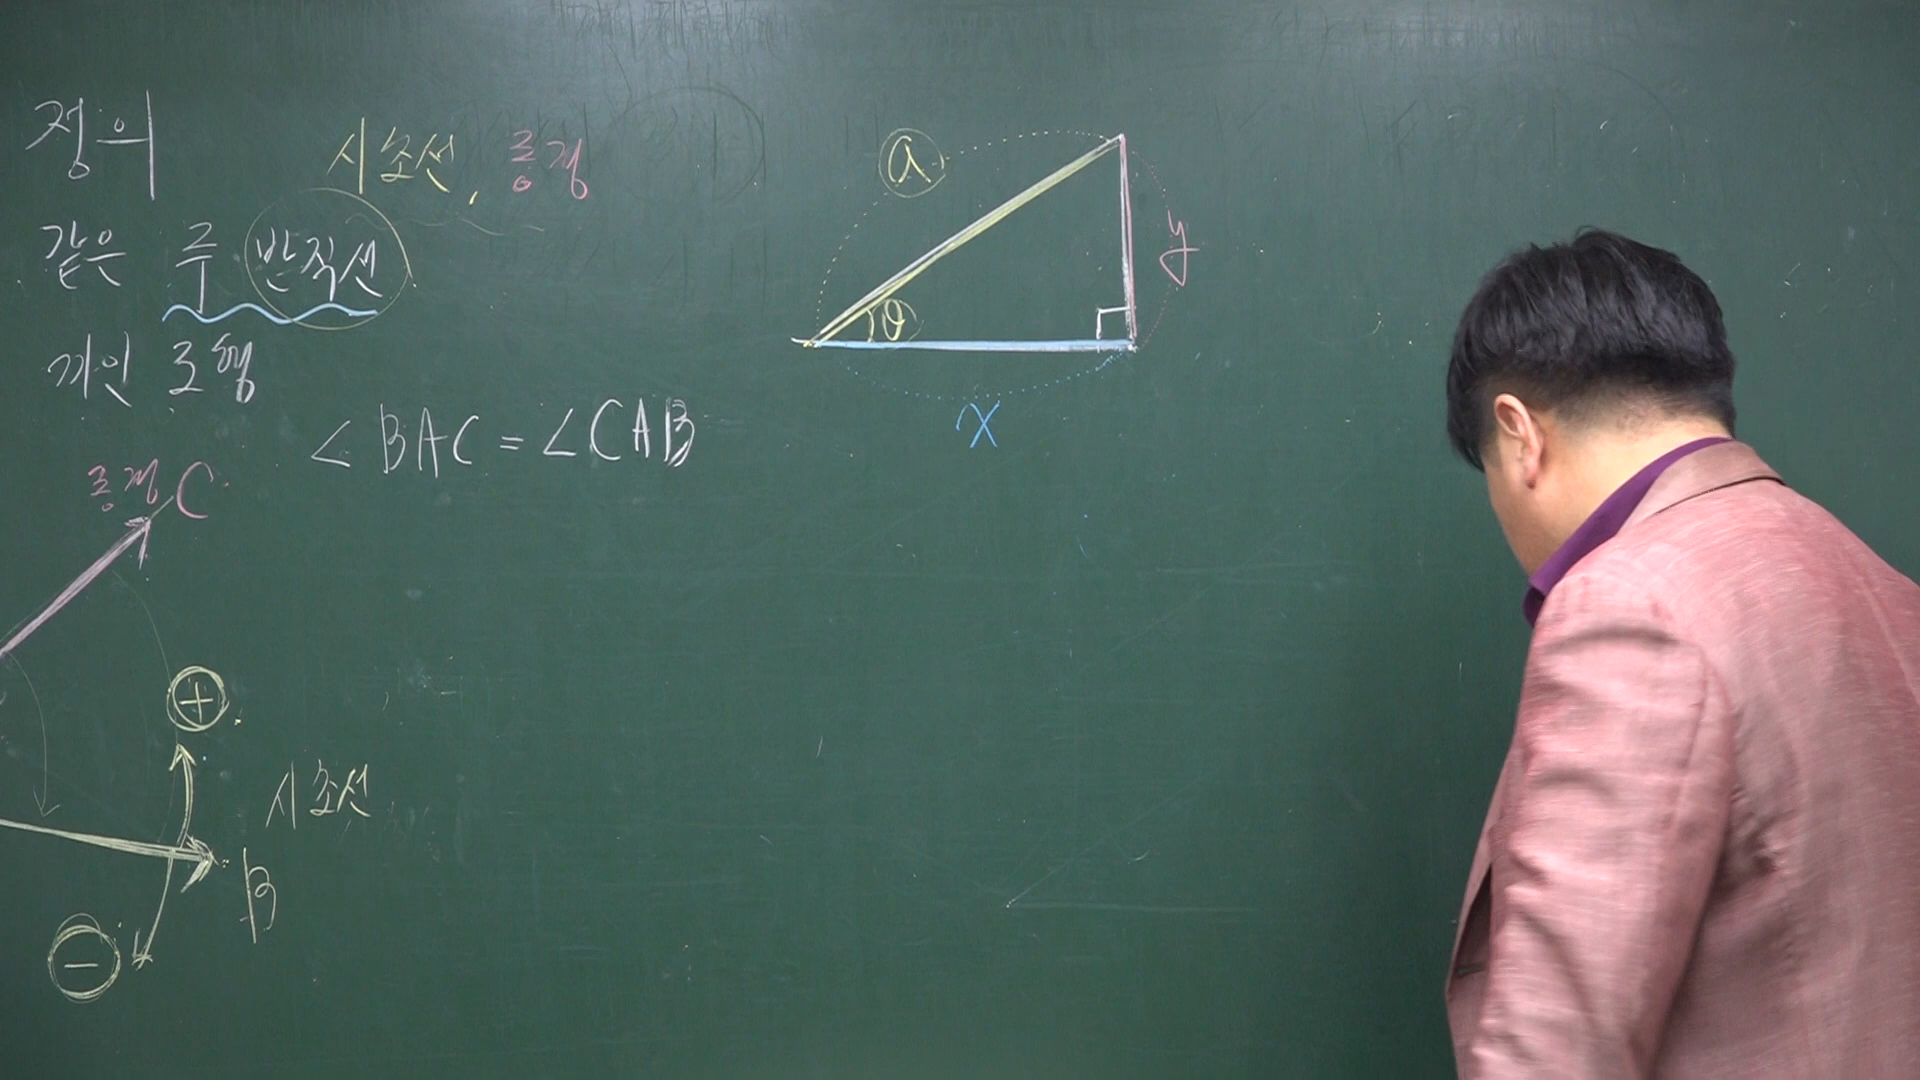 정의
시초선, 종경
같은 두 반직선
끼인 도형
∠BAC = ∠CAB
종경 C
⊕
시초선
B
⊖
a
y
θ
x